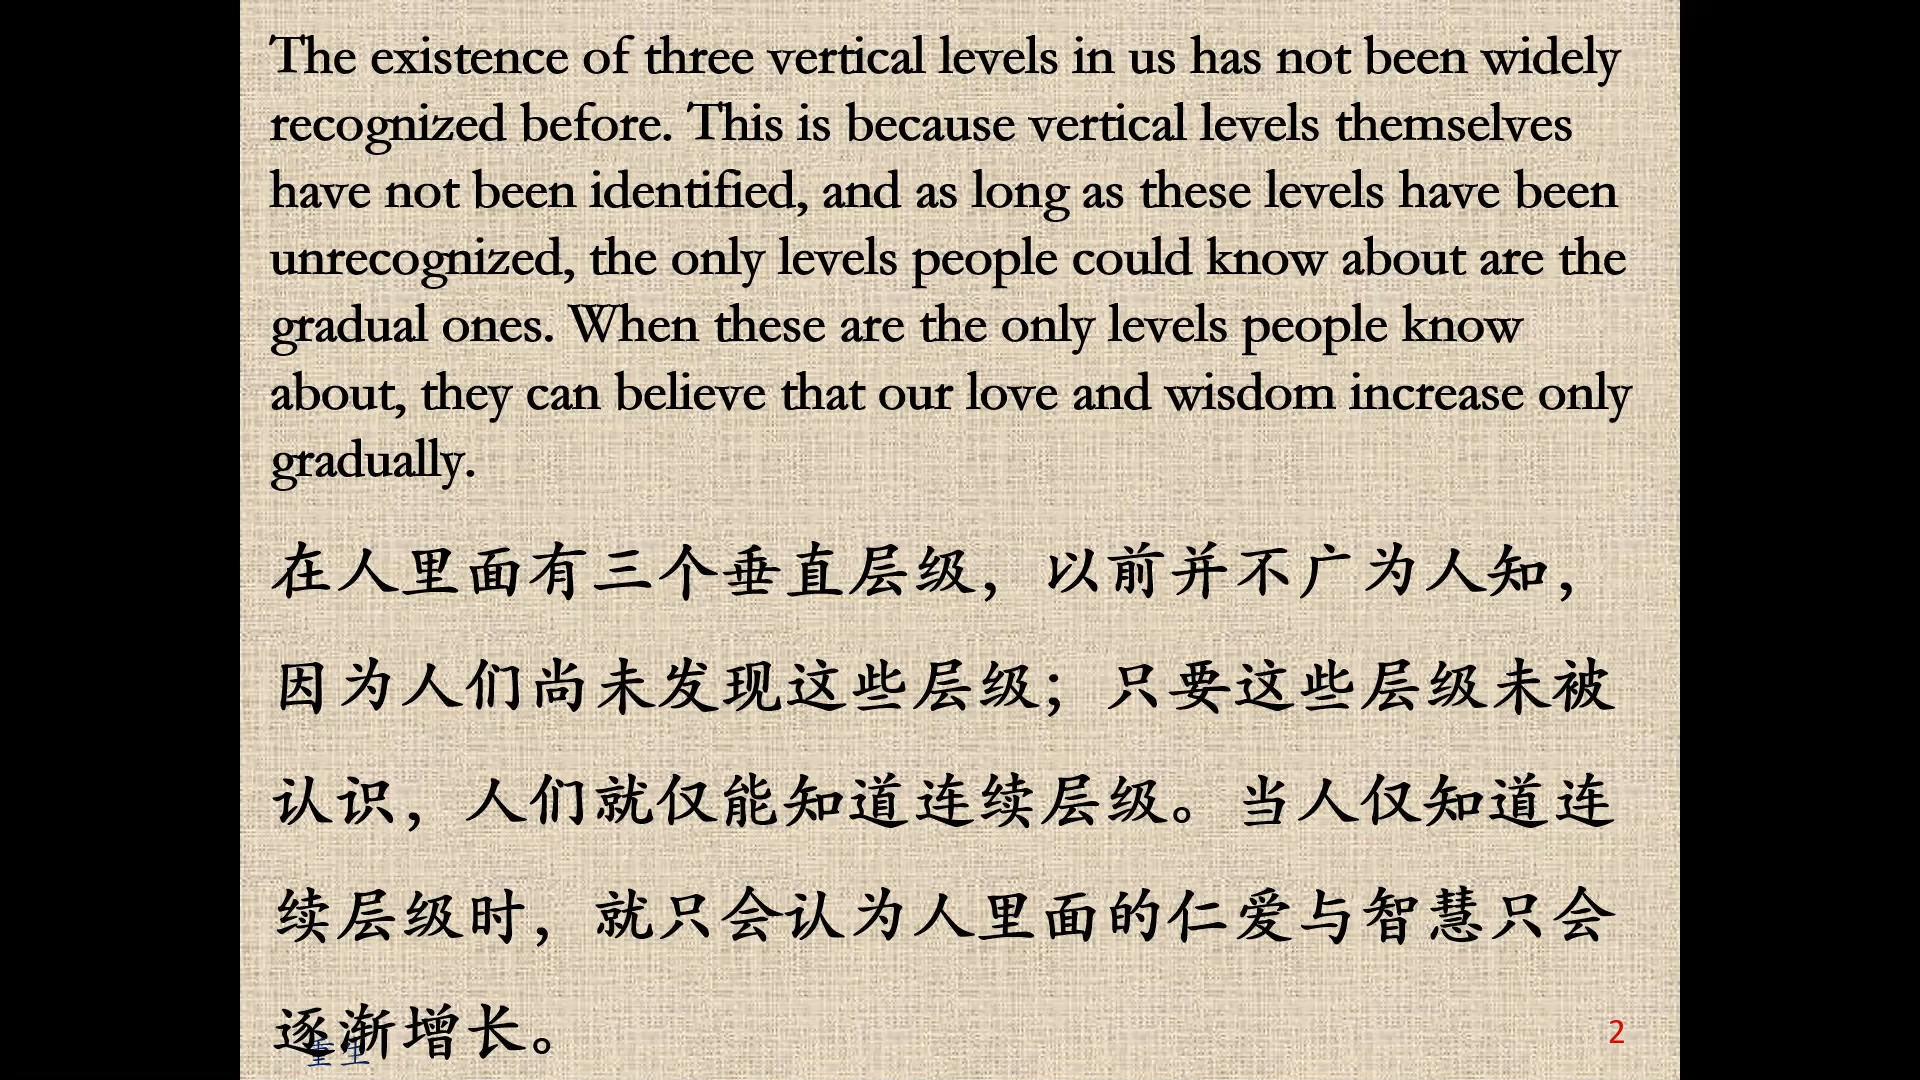 The existence of three vertical levels in us has not been widely
recognized before. This is because vertical levels themselves
have not been identified, and as long as these levels have been
unrecognized, the only levels people could know about are the
gradual ones. When these are the only levels people know
about, they can believe that our love and wisdom increase only
gradually.
在人里面有三个垂直层级，以前并不广为人知，
因为人们尚未发现这些层级；只要这些层级未被
认识，人们就仅能知道连续层级。当人仅知道连
续层级时，就只会认为人里面的仁爱与智慧只会
逐渐增长。
重生
2